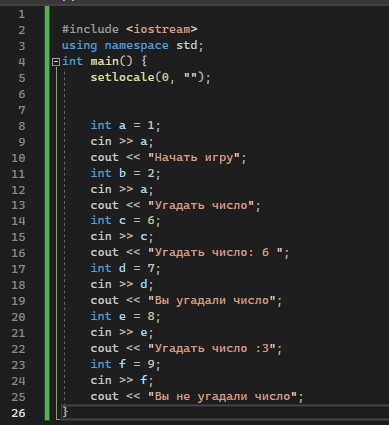 1
2 #include <iostream>
3 using namespace std;
4 int main() {
5 setlocale(0, "");
6
7
8 int a = 1;
9 cin >> a;
10 cout << "Начать игру";
11 int b = 2;
12 cin >> a;
13 cout << "Угадать число";
14 int c = 6;
15 cin >> c;
16 cout << "Угадать число: 6 ";
17 int d = 7;
18 cin >> d;
19 cout << "Вы угадали число";
20 int e = 8;
21 cin >> e;
22 cout << "Угадать число :3";
23 int f = 9;
24 cin >> f;
25 cout << "Вы не угадали число";
26 }